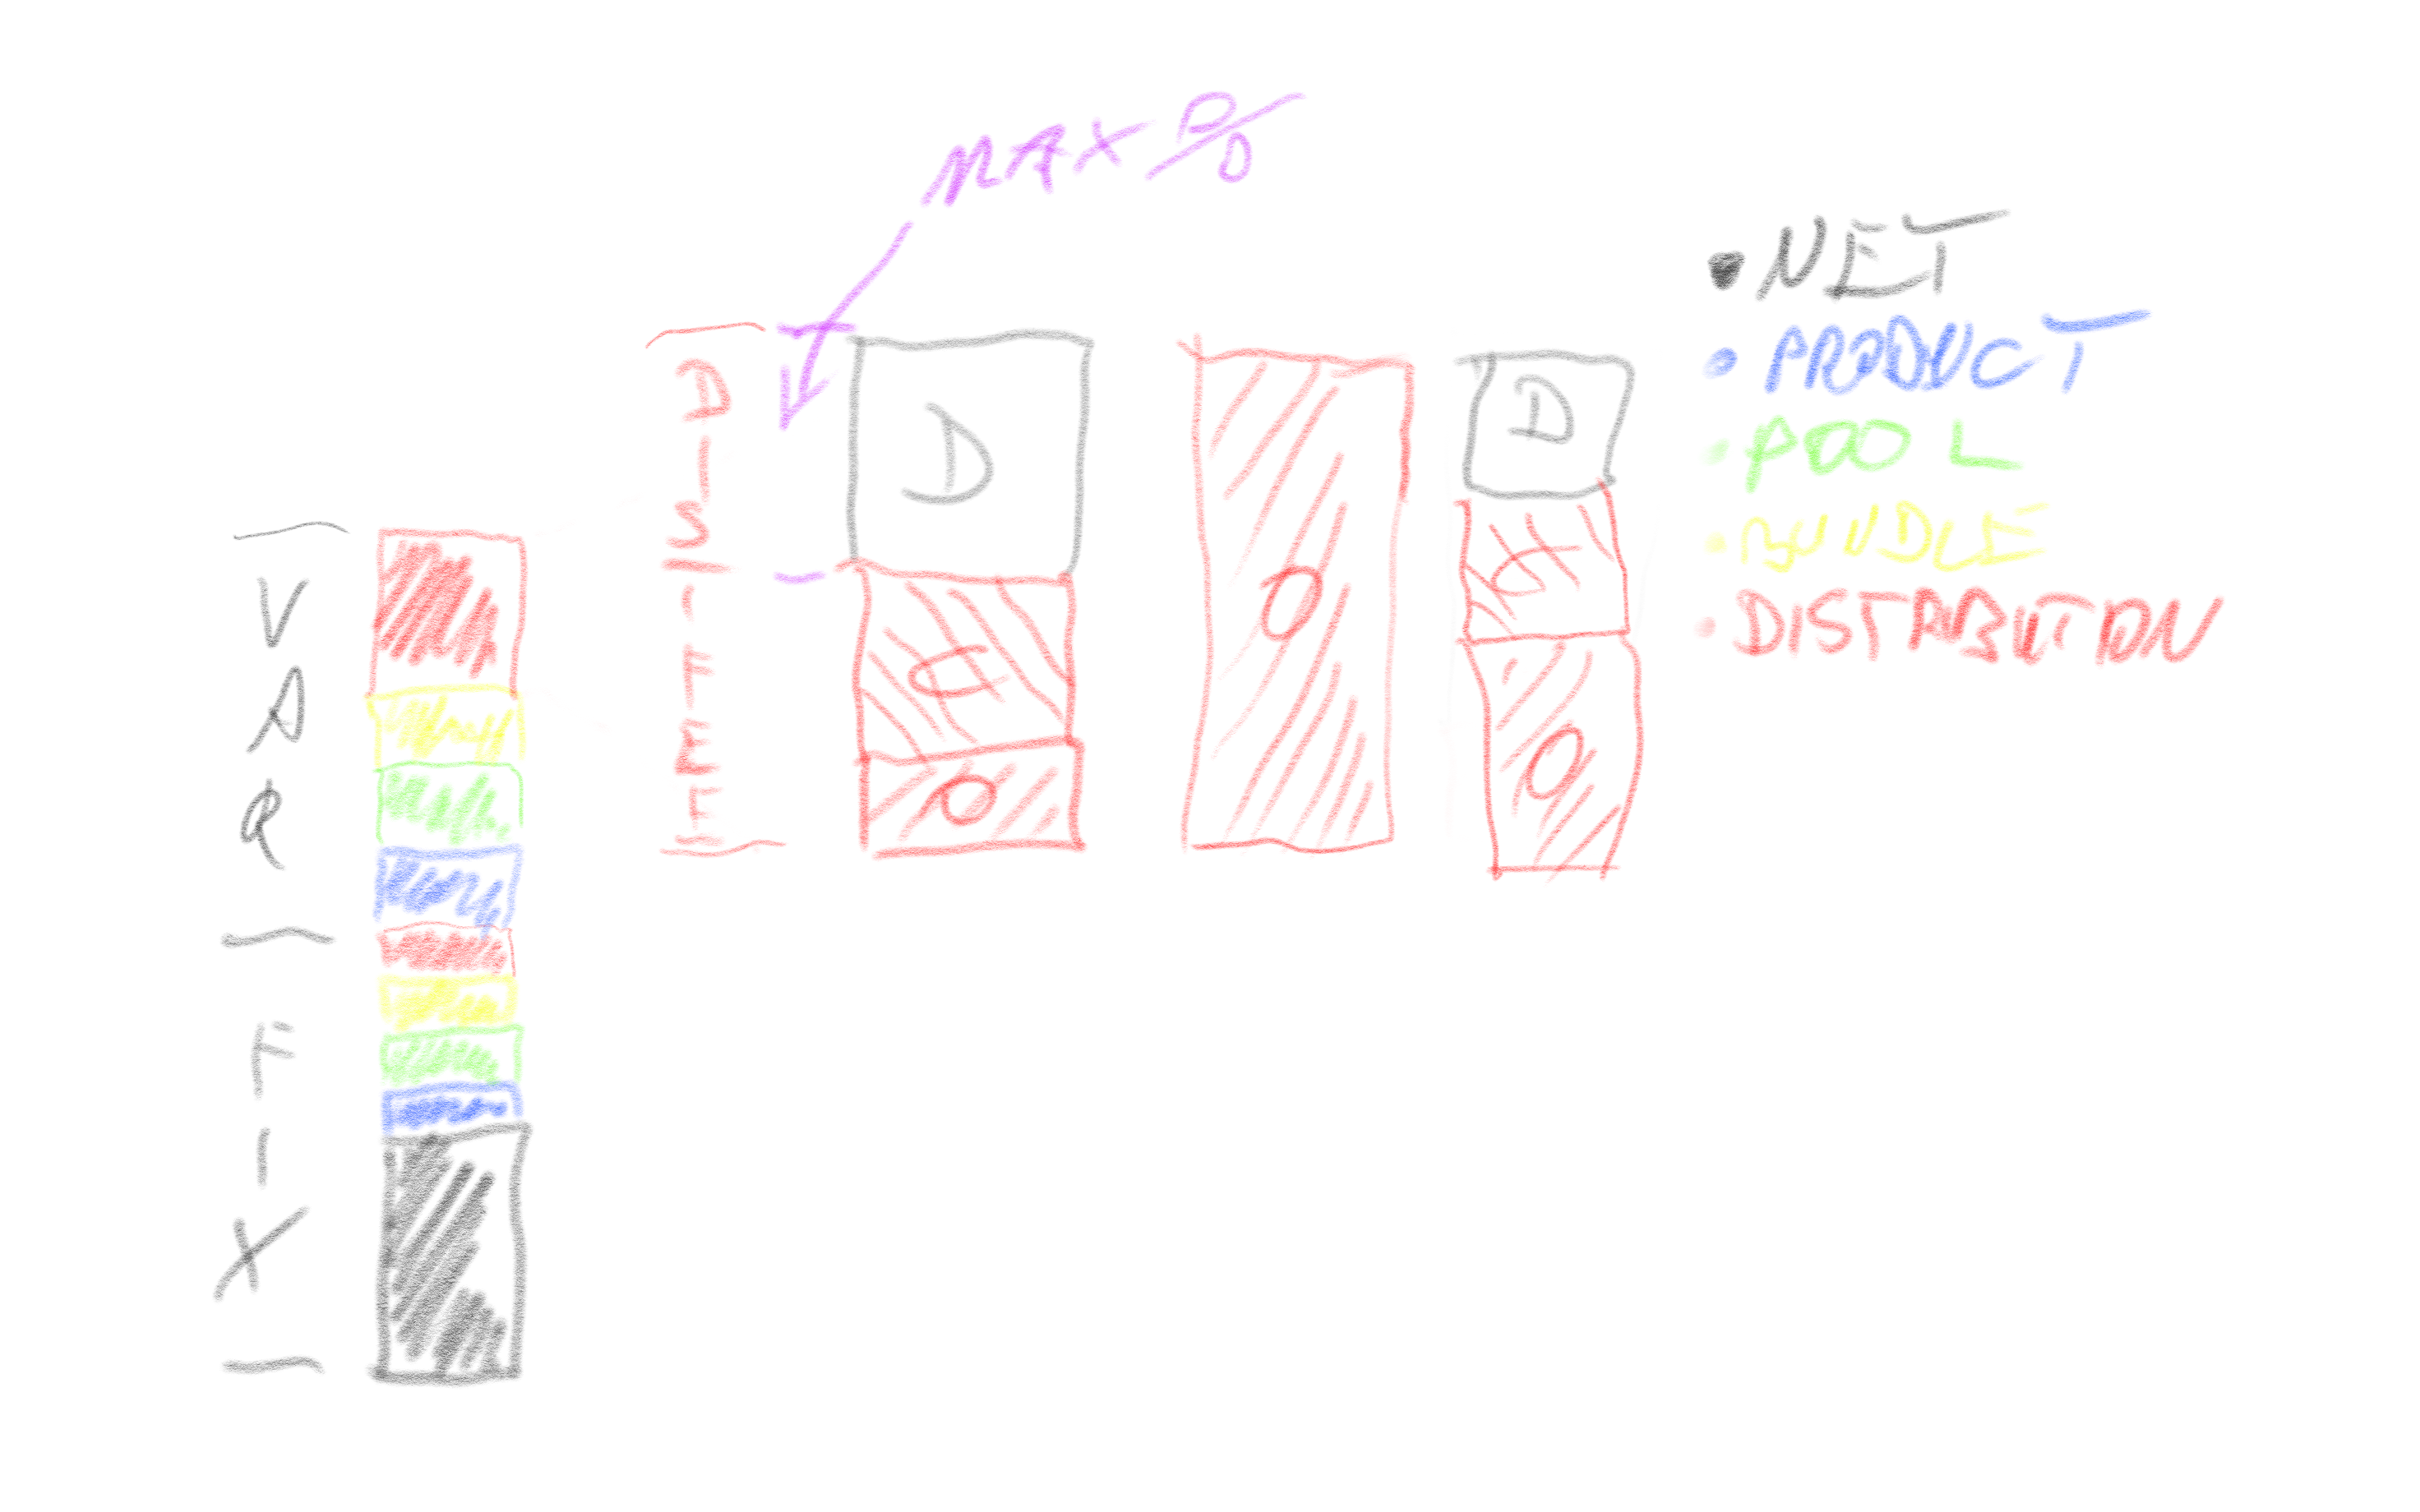 MAX P/D
DIST FEE
D
C
O
O
D
C
O
VAR
FIX
NET
PRODUCT
POOL
BUNDLE
DISTRIBUTION